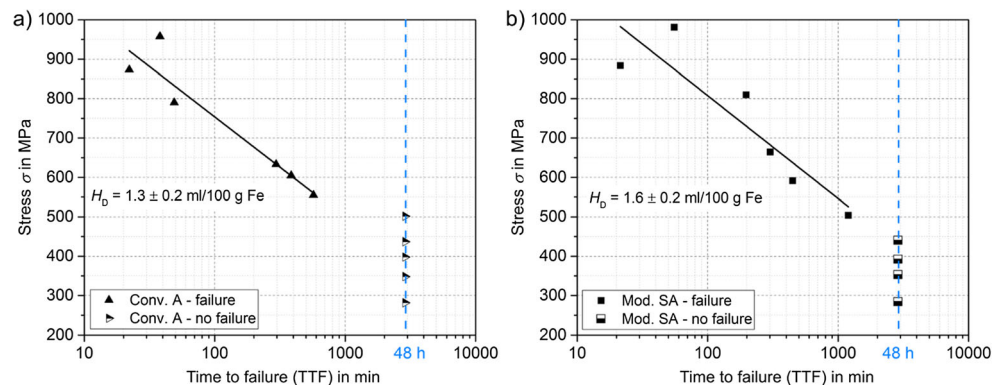 a)
1000
900
800
700
600
500
400
300
200
Stress σ in MPa
H_D = 1.3 ± 0.2 ml/100 g Fe
Conv. A - failure
Conv. A - no failure
10 100 1000 10000
48 h
Time to failure (TTF) in min
b)
1000
900
800
700
600
500
400
300
200
Stress σ in MPa
H_D = 1.6 ± 0.2 ml/100 g Fe
Mod. SA - failure
Mod. SA - no failure
10 100 1000 10000
48 h
Time to failure (TTF) in min